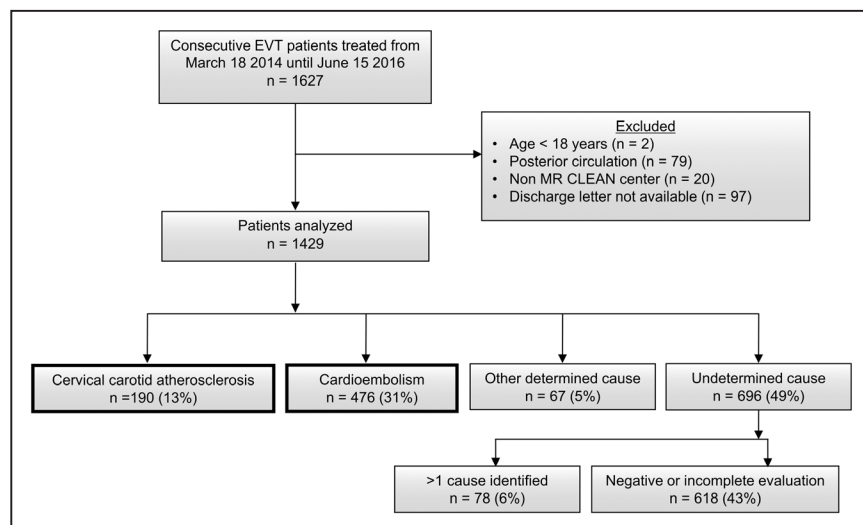 Consecutive EVT patients treated from
March 18 2014 until June 15 2016
n = 1627
Excluded
• Age < 18 years (n = 2)
• Posterior circulation (n = 79)
• Non MR CLEAN center (n = 20)
• Discharge letter not available (n = 97)
Patients analyzed
n = 1429
Cervical carotid atherosclerosis
n =190 (13%)
Cardioembolism
n = 476 (31%)
Other determined cause
n = 67 (5%)
Undetermined cause
n = 696 (49%)
>1 cause identified
n = 78 (6%)
Negative or incomplete evaluation
n = 618 (43%)